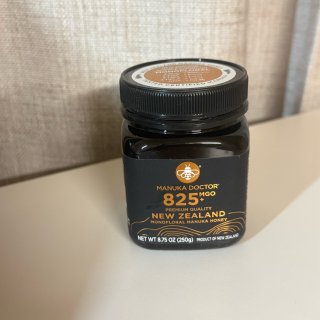 MANUKA DOCTOR
825+ MGO
PREMIUM QUALITY
NEW ZEALAND
MONOFLORAL MANUKA HONEY
NET WT 8.75 OZ (250g) PRODUCT OF NEW ZEALAND